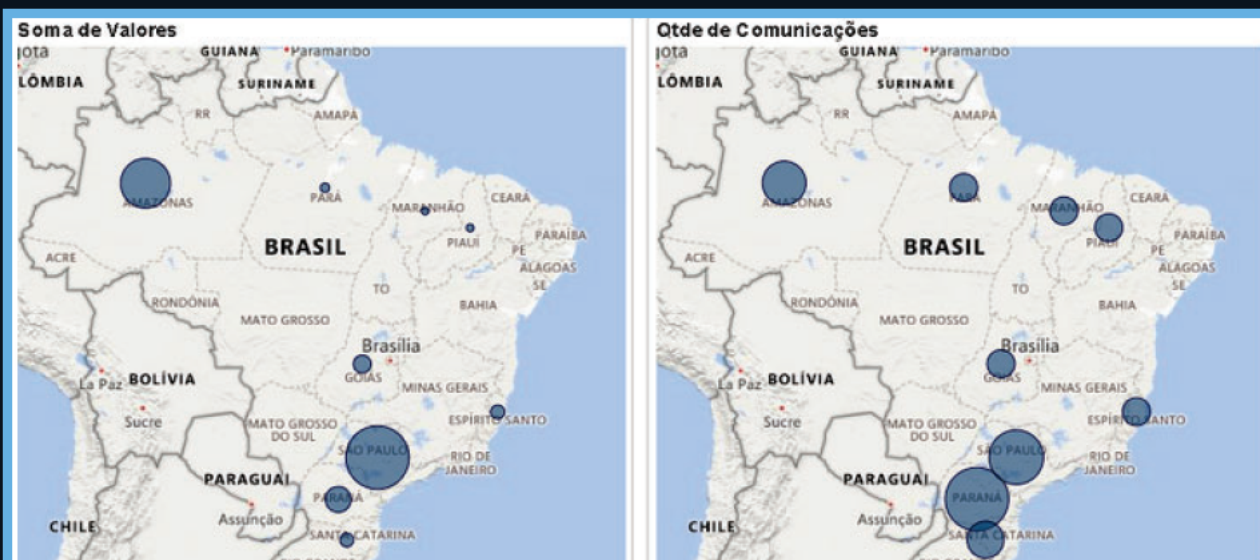 Soma de Valores
GUIANA
Paramaribo
LÔMBIA
SURINAME
RR
AMAPÁ
AMAZONAS
PARÁ
MARANHÃO
CEARÁ
PARAÍBA
BRASIL
PIAUÍ
PE
ACRE
ALAGOAS
SE
TO
RONDÔNIA
BAHIA
MATO GROSSO
Brasília
La Paz
BOLÍVIA
GOIÁS
MINAS GERAIS
Sucre
MATO GROSSO
DO SUL
ESPÍRITO SANTO
SÃO PAULO
RIO DE
JANEIRO
PARAGUAI
PARANÁ
Assunção
CHILE
SANTA CATARINA
RIO GRANDE
Qtde de Comunicações
jota
GUIANA
Paramaribo
LÔMBIA
SURINAME
RR
AMAPÁ
AMAZONAS
PARÁ
MARANHÃO
CEARÁ
PARAÍBA
BRASIL
PIAUÍ
PE
ACRE
ALAGOAS
SE
TO
RONDÔNIA
BAHIA
MATO GROSSO
Brasília
La Paz
BOLÍVIA
GOIÁS
MINAS GERAIS
Sucre
MATO GROSSO
DO SUL
ESPÍRITO SANTO
SÃO PAULO
RIO DE
JANEIRO
PARAGUAI
PARANÁ
Assunção
CHILE
SANTA CATARINA